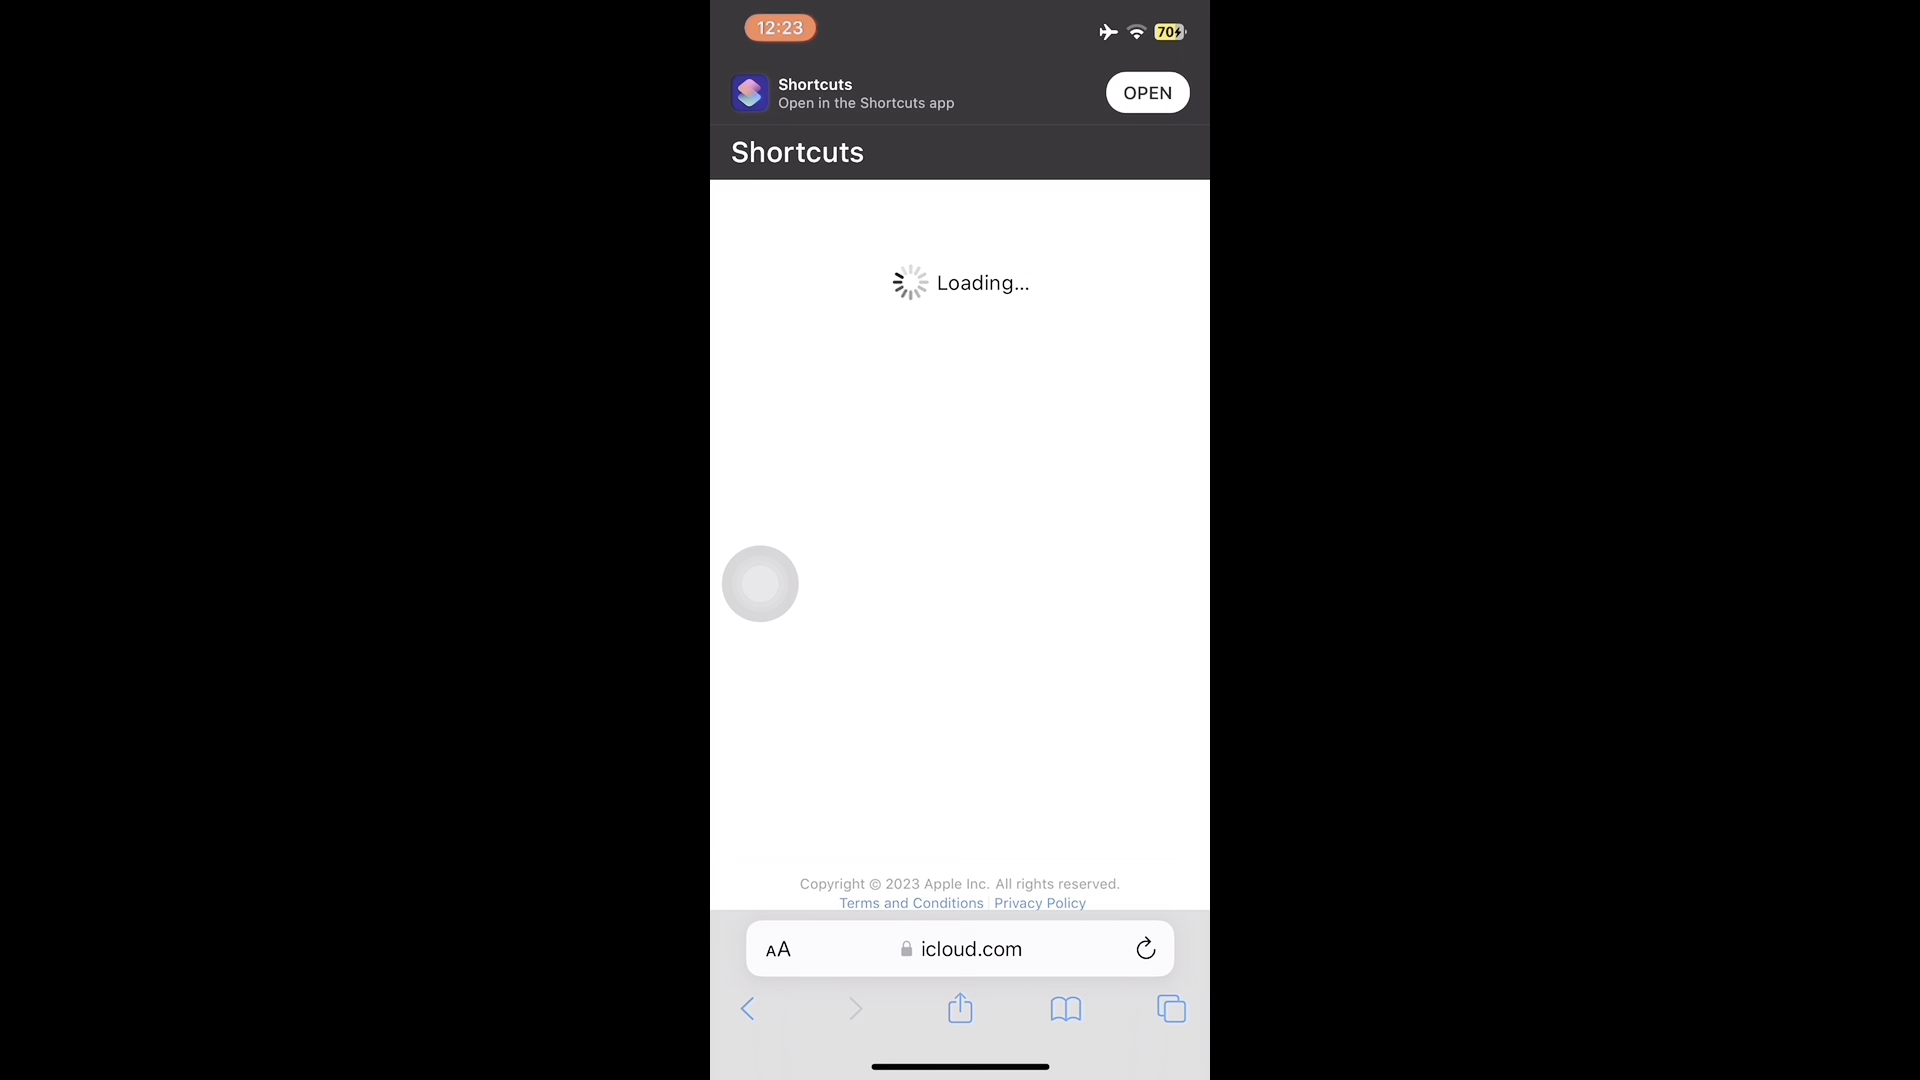 12:23
70
Shortcuts
Open in the Shortcuts app
OPEN
Shortcuts
Loading...
Copyright © 2023 Apple Inc. All rights reserved.
Terms and Conditions | Privacy Policy
AA
icloud.com